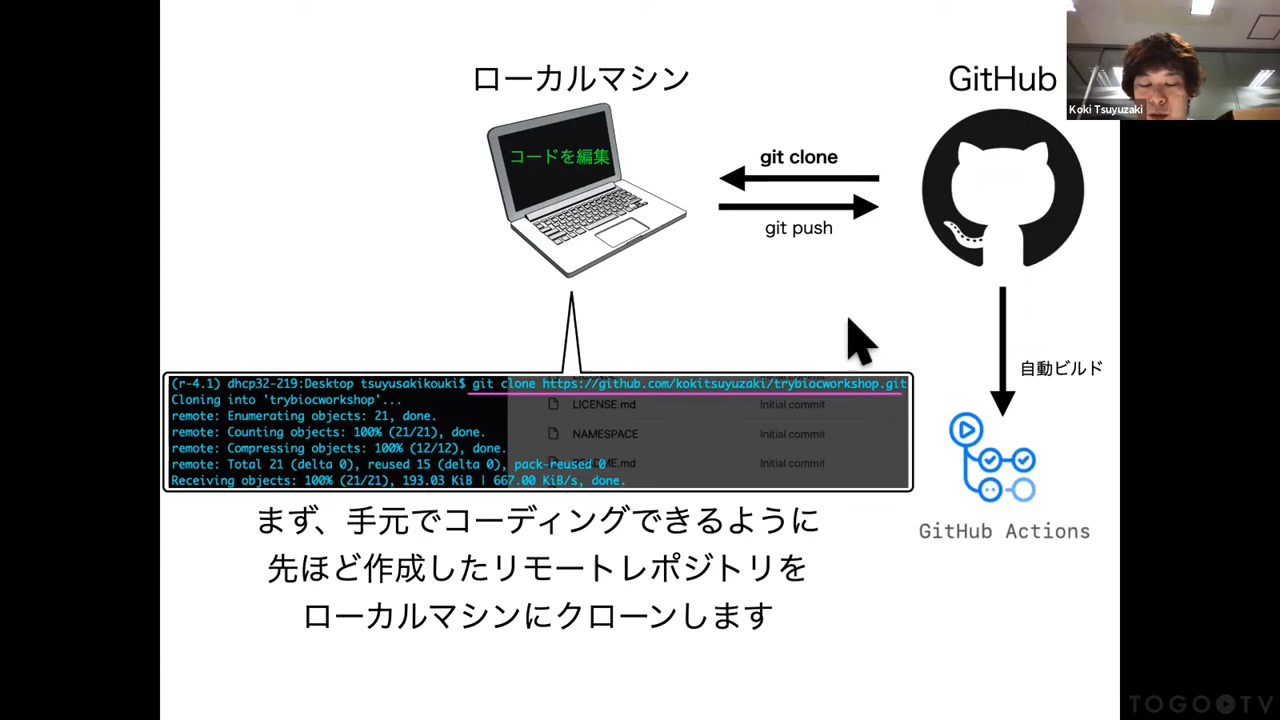 ローカルマシン
GitHub
Koki Tsuyuzaki
コードを編集
git clone
git push
自動ビルド
(r-4.1) dhcp32-219:Desktop tsuyusakikouki$ git clone https://github.com/kokitsuyuzaki/trybiocworkshop.git
Cloning into 'trybiocworkshop'...
LICENSE.md Initial commit
remote: Enumerating objects: 21, done.
remote: Counting objects: 100% (21/21), done.
NAMESPACE Initial commit
remote: Compressing objects: 100% (12/12), done.
remote: Total 21 (delta 0), reused 15 (delta 0), pack-reused 0
.md Initial commit
Receiving objects: 100% (21/21), 193.03 KiB | 667.00 KiB/s, done.
GitHub Actions
まず、手元でコーディングできるように
先ほど作成したリモートレポジトリを
ローカルマシンにクローンします
TOGO TV